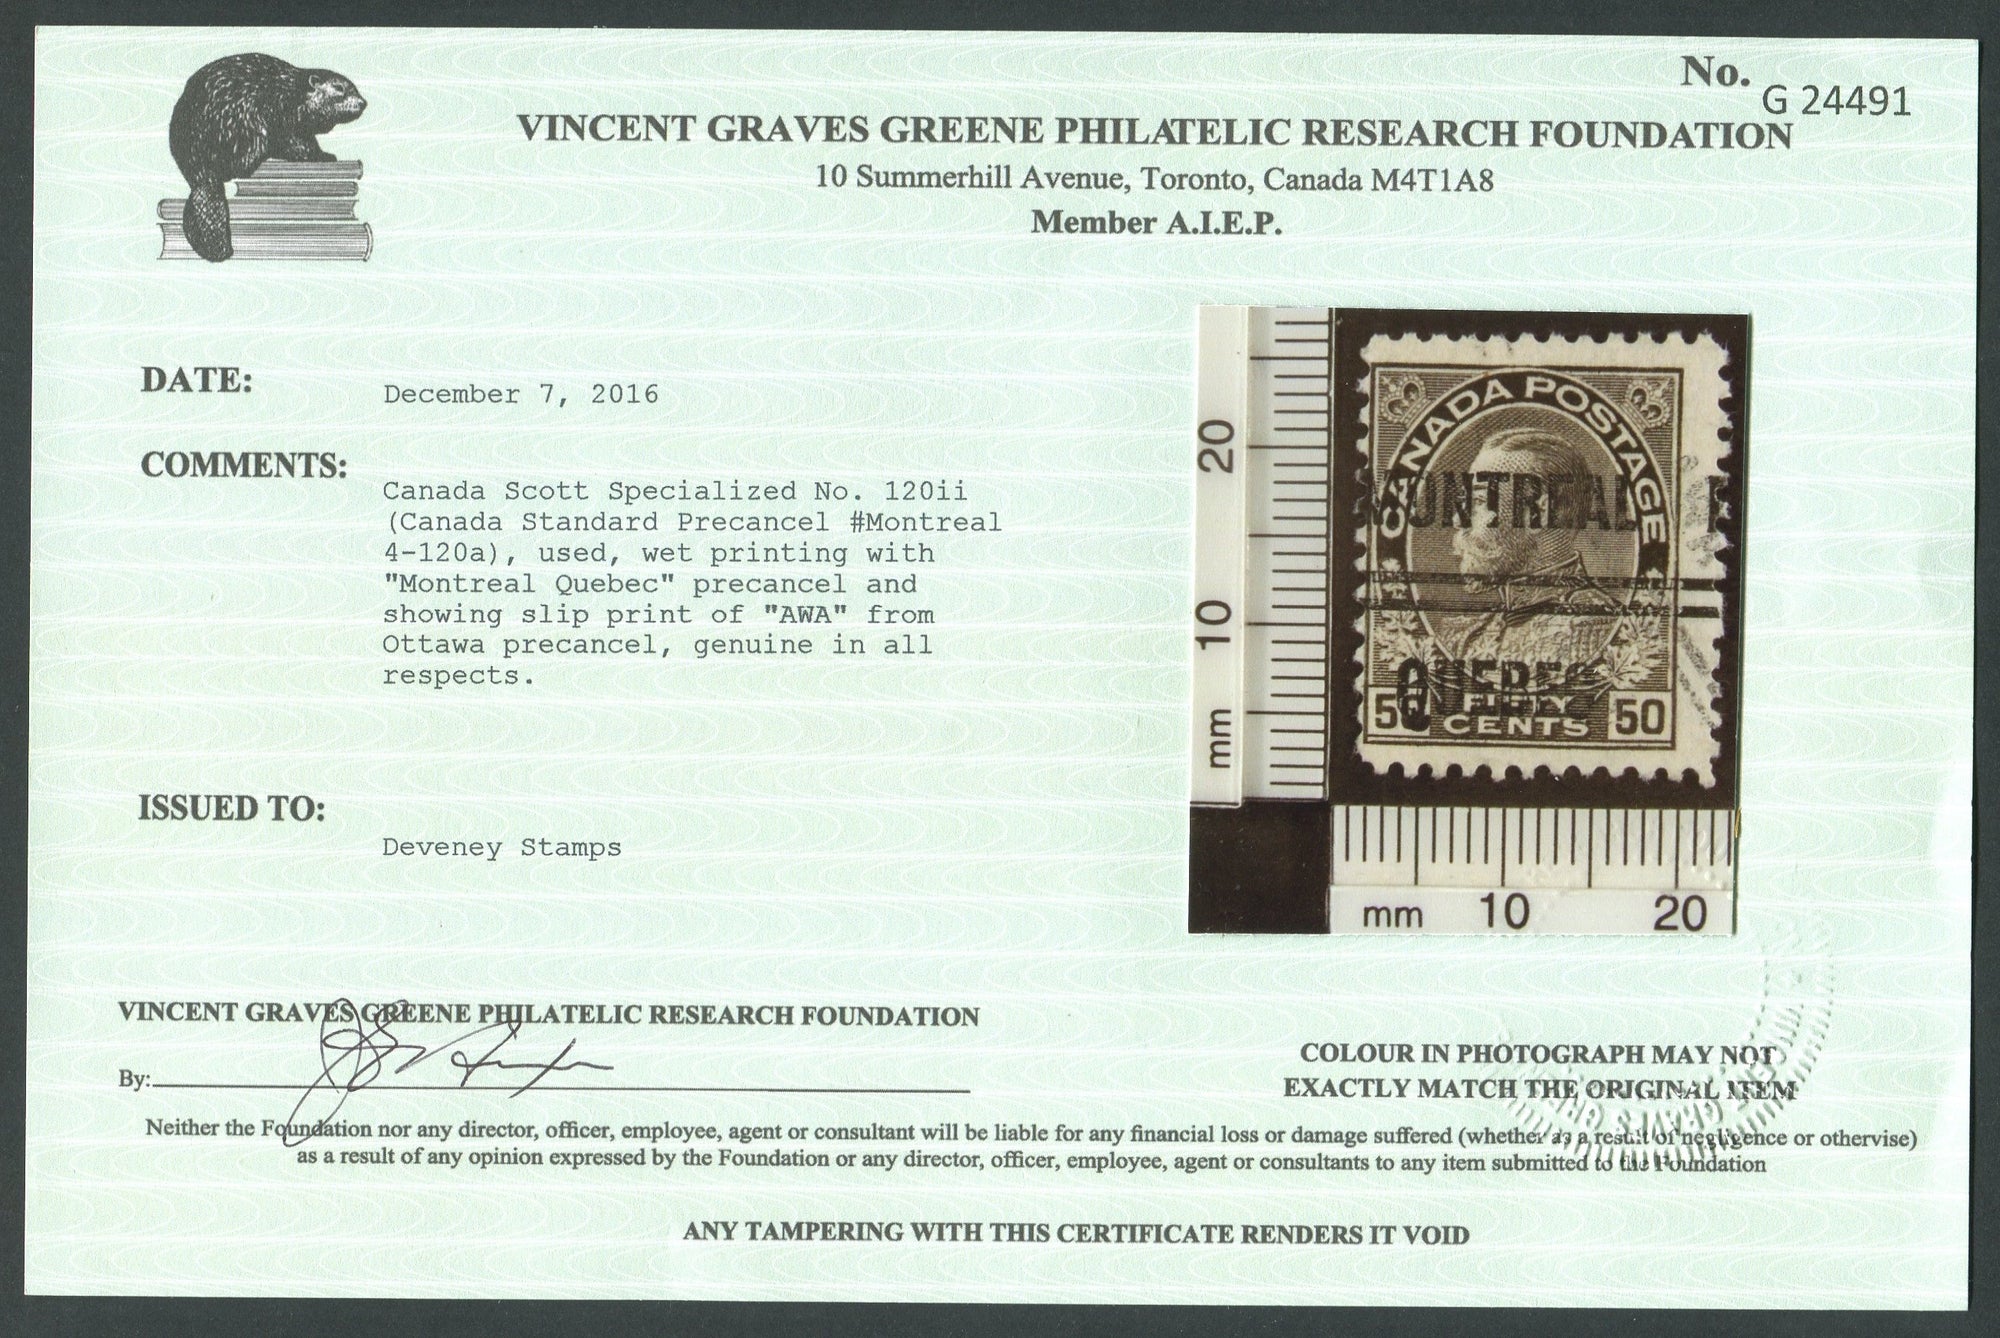 No. G 24491
VINCENT GRAVES GREENE PHILATELIC RESEARCH FOUNDATION
10 Summerhill Avenue, Toronto, Canada M4T1A8
Member A.I.E.P.
DATE:
December 7, 2016
COMMENTS:
Canada Scott Specialized No. 120ii
(Canada Standard Precancel #Montreal
4-120a), used, wet printing with
"Montreal Quebec" precancel and
showing slip print of "AWA" from
Ottawa precancel, genuine in all
respects.
ISSUED TO:
Deveney Stamps
20
10
mm
CANADA POSTAGE
MONTREAL
QUEBEC
50 FIFTY 50
CENTS
mm 10 20
VINCENT GRAVES GREENE PHILATELIC RESEARCH FOUNDATION
By:
COLOUR IN PHOTOGRAPH MAY NOT
EXACTLY MATCH THE ORIGINAL ITEM
Neither the Foundation nor any director, officer, employee, agent or consultant will be liable for any financial loss or damage suffered (whether as a result of negligence or othervise)
as a result of any opinion expressed by the Foundation or any director, officer, employee, agent or consultants to any item submitted to the Foundation
ANY TAMPERING WITH THIS CERTIFICATE RENDERS IT VOID